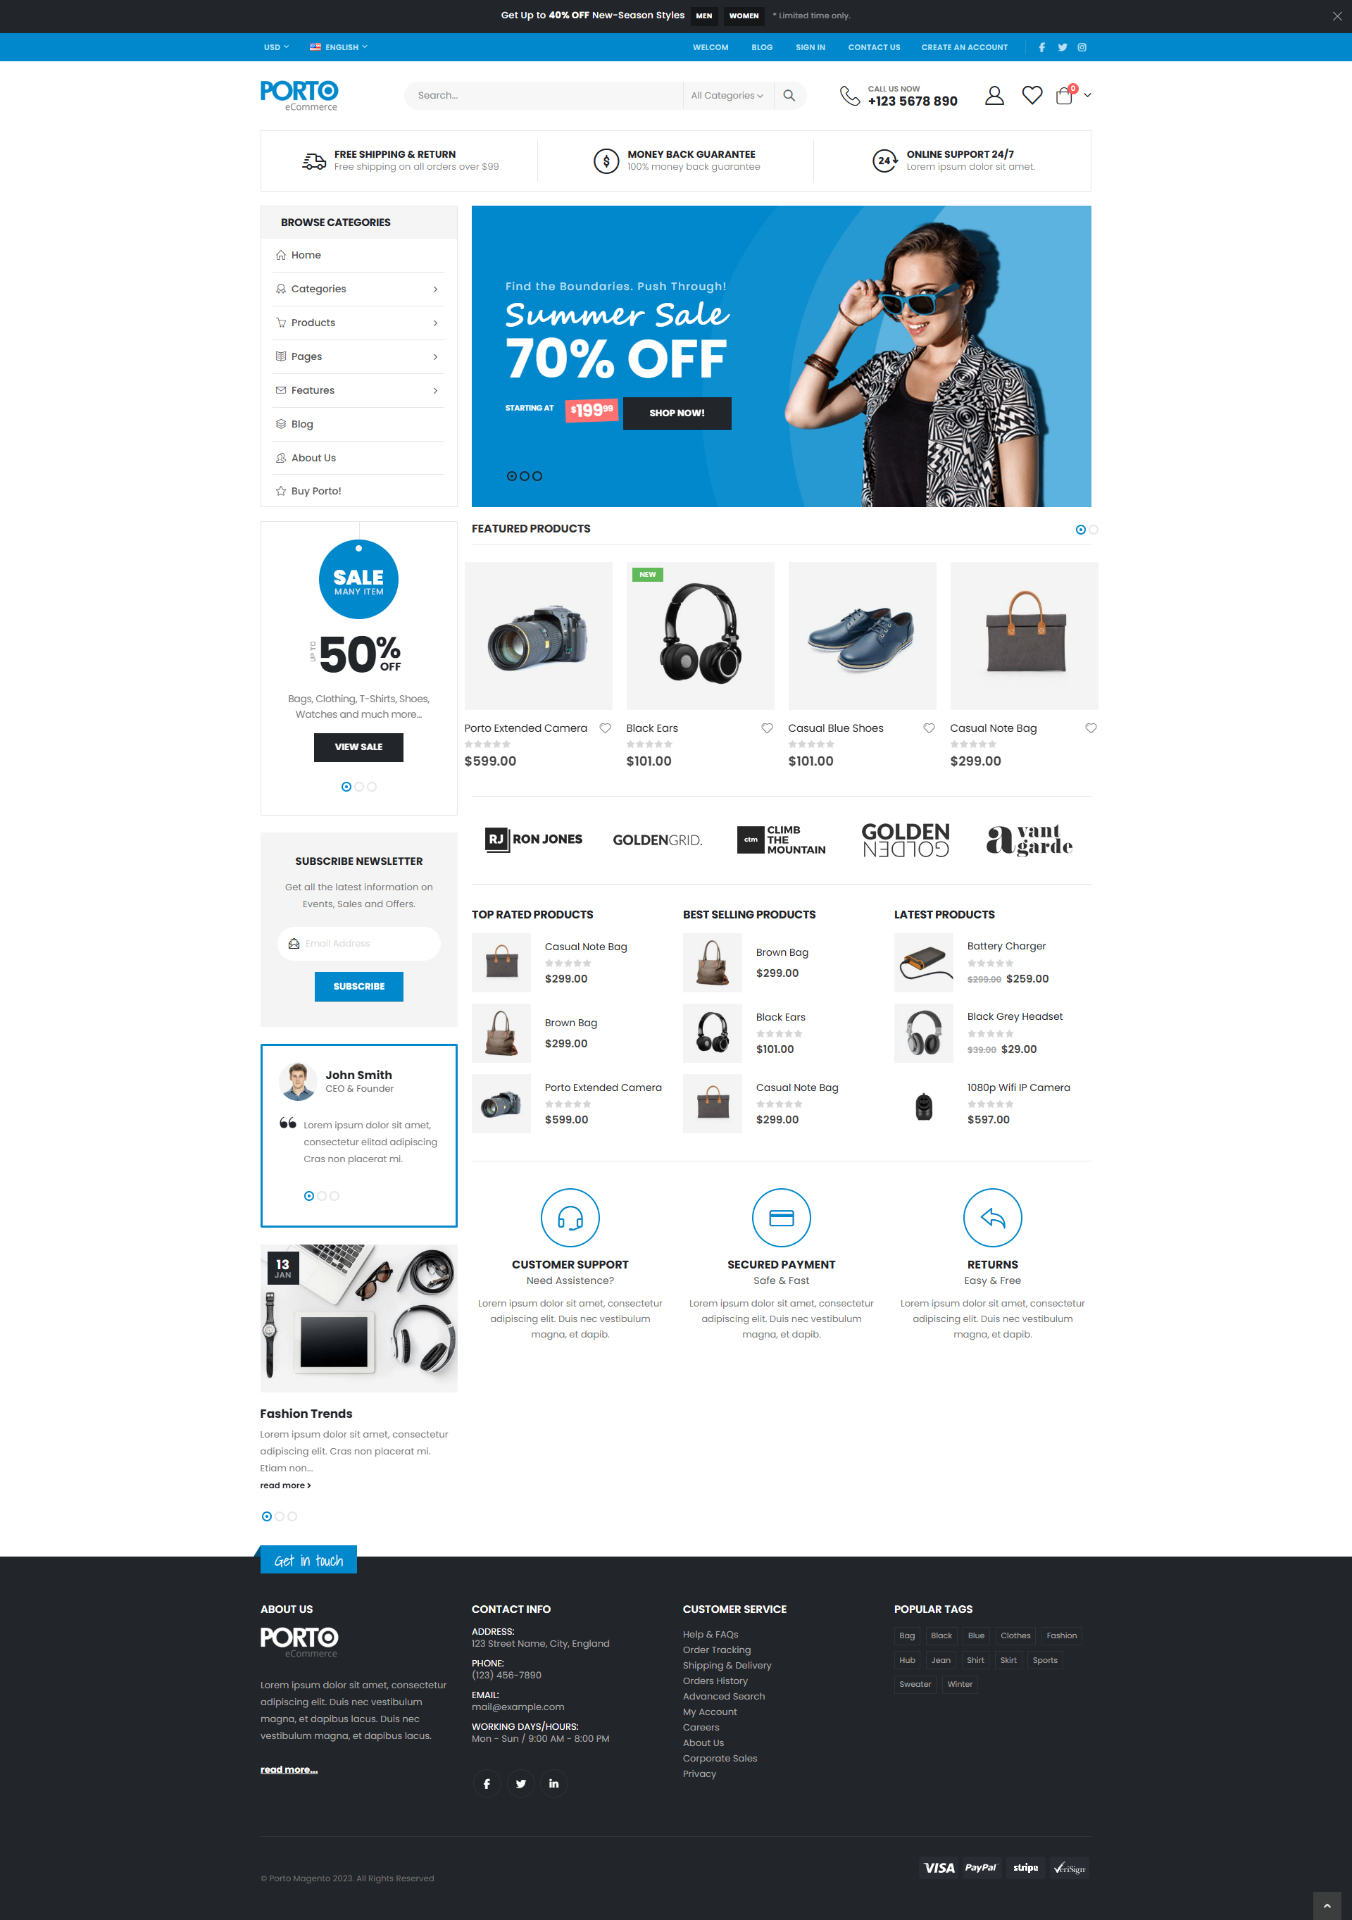 Get Up to 40% OFF New-Season Styles MEN WOMEN * Limited time only.
USD ENGLISH WELCOM BLOG SIGN IN CONTACT US CREATE AN ACCOUNT
PORTO
eCommerce
Search... All Categories
CALL US NOW
+123 5678 890
0
FREE SHIPPING & RETURN
Free shipping on all orders over $99
MONEY BACK GUARANTEE
100% money back guarantee
24
ONLINE SUPPORT 24/7
Lorem ipsum dolor sit amet.
BROWSE CATEGORIES
Home
Categories
Products
Pages
Features
Blog
About Us
Buy Porto!
Find the Boundaries. Push Through!
Summer Sale
70% OFF
STARTING AT $19999 SHOP NOW!
SALE
MANY ITEM
UP TO 50% OFF
Bags, Clothing, T-Shirts, Shoes,
Watches and much more...
VIEW SALE
FEATURED PRODUCTS
Porto Extended Camera
$599.00
NEW
Black Ears
$101.00
Casual Blue Shoes
$101.00
Casual Note Bag
$299.00
RJ RON JONES
GOLDENGRID.
ctm CLIMB
THE
MOUNTAIN
GOLDEN
GOLDEN
avant
garde
SUBSCRIBE NEWSLETTER
Get all the latest information on
Events, Sales and Offers.
Email Address
SUBSCRIBE
TOP RATED PRODUCTS
Casual Note Bag
$299.00
Brown Bag
$299.00
Porto Extended Camera
$599.00
BEST SELLING PRODUCTS
Brown Bag
$299.00
Black Ears
$101.00
Casual Note Bag
$299.00
LATEST PRODUCTS
Battery Charger
$299.00 $259.00
Black Grey Headset
$39.00 $29.00
1080p Wifi IP Camera
$597.00
John Smith
CEO & Founder
Lorem ipsum dolor sit amet,
consectetur elitad adipiscing
Cras non placerat mi.
CUSTOMER SUPPORT
Need Assistence?
Lorem ipsum dolor sit amet, consectetur
adipiscing elit. Duis nec vestibulum
magna, et dapib.
SECURED PAYMENT
Safe & Fast
Lorem ipsum dolor sit amet, consectetur
adipiscing elit. Duis nec vestibulum
magna, et dapib.
RETURNS
Easy & Free
Lorem ipsum dolor sit amet, consectetur
adipiscing elit. Duis nec vestibulum
magna, et dapib.
13
JAN
Fashion Trends
Lorem ipsum dolor sit amet, consectetur
adipiscing elit. Cras non placerat mi.
Etiam non...
read more
Get in touch
ABOUT US
PORTO
eCommerce
Lorem ipsum dolor sit amet, consectetur
adipiscing elit. Duis nec vestibulum
magna, et dapibus lacus. Duis nec
vestibulum magna, et dapibus lacus.
read more...
CONTACT INFO
ADDRESS:
123 Street Name, City, England
PHONE:
(123) 456-7890
EMAIL:
mail@example.com
WORKING DAYS/HOURS:
Mon - Sun / 9:00 AM - 8:00 PM
CUSTOMER SERVICE
Help & FAQs
Order Tracking
Shipping & Delivery
Orders History
Advanced Search
My Account
Careers
About Us
Corporate Sales
Privacy
POPULAR TAGS
Bag Black Blue Clothes Fashion
Hub Jean Shirt Skirt Sports
Sweater Winter
© Porto Magento 2023. All Rights Reserved
VISA PayPal stripe VeriSign